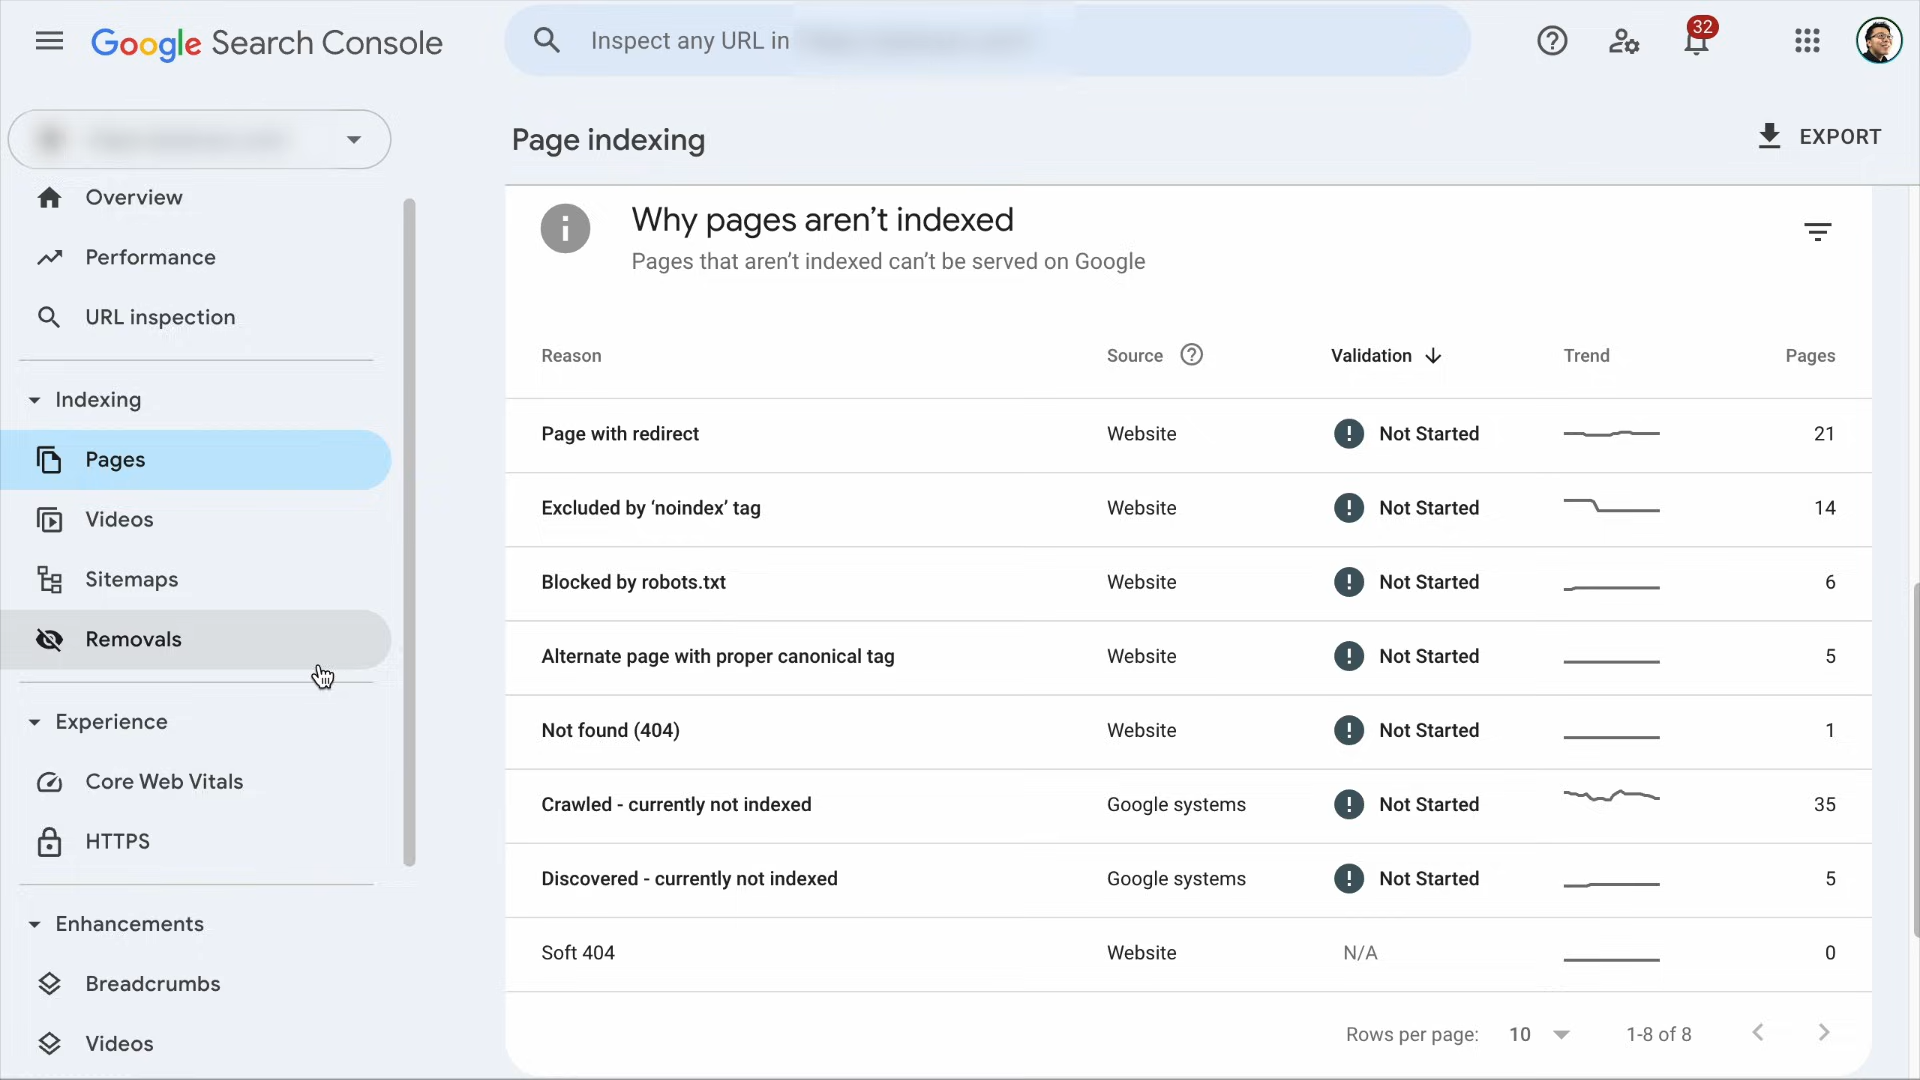 Google Search Console
Inspect any URL in
32
Overview
Performance
URL inspection
Indexing
Pages
Videos
Sitemaps
Removals
Experience
Core Web Vitals
HTTPS
Enhancements
Breadcrumbs
Videos
Page indexing
EXPORT
Why pages aren’t indexed
Pages that aren’t indexed can’t be served on Google
Reason Source Validation Trend Pages
Page with redirect Website Not Started 21
Excluded by ‘noindex’ tag Website Not Started 14
Blocked by robots.txt Website Not Started 6
Alternate page with proper canonical tag Website Not Started 5
Not found (404) Website Not Started 1
Crawled - currently not indexed Google systems Not Started 35
Discovered - currently not indexed Google systems Not Started 5
Soft 404 Website N/A 0
Rows per page: 10 1-8 of 8